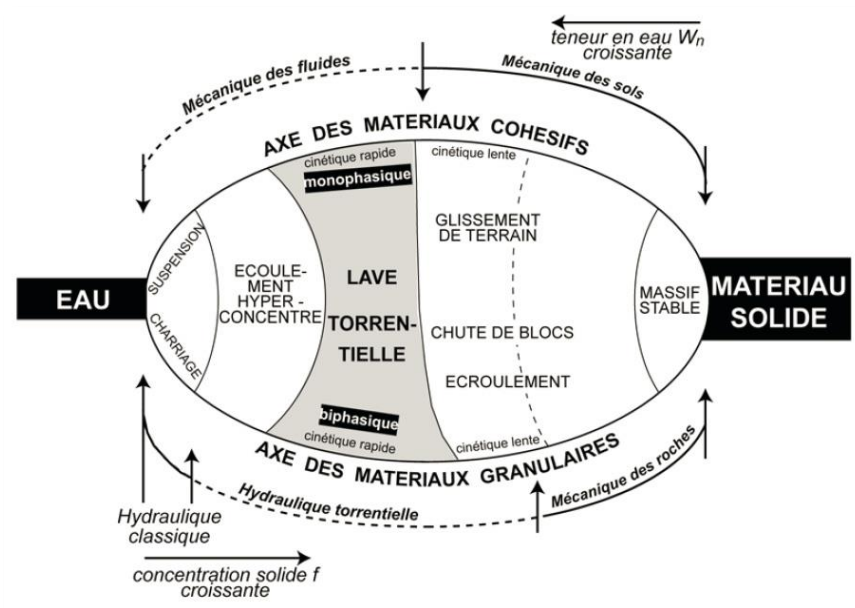 teneur en eau Wn
croissante
Mécanique des fluides
Mécanique des sols
AXE DES MATERIAUX COHESIFS
cinétique rapide
cinétique lente
monophasique
GLISSEMENT
DE TERRAIN
SUSPENSION
ECOULE-
MENT
HYPER -
CONCENTRE
LAVE
TORREN-
TIELLE
EAU
MASSIF
STABLE
MATERIAU
SOLIDE
CHARRIAGE
CHUTE DE BLOCS
ECROULEMENT
biphasique
cinétique rapide
cinétique lente
AXE DES MATERIAUX GRANULAIRES
Mécanique des roches
Hydraulique torrentielle
Hydraulique
classique
concentration solide f
croissante